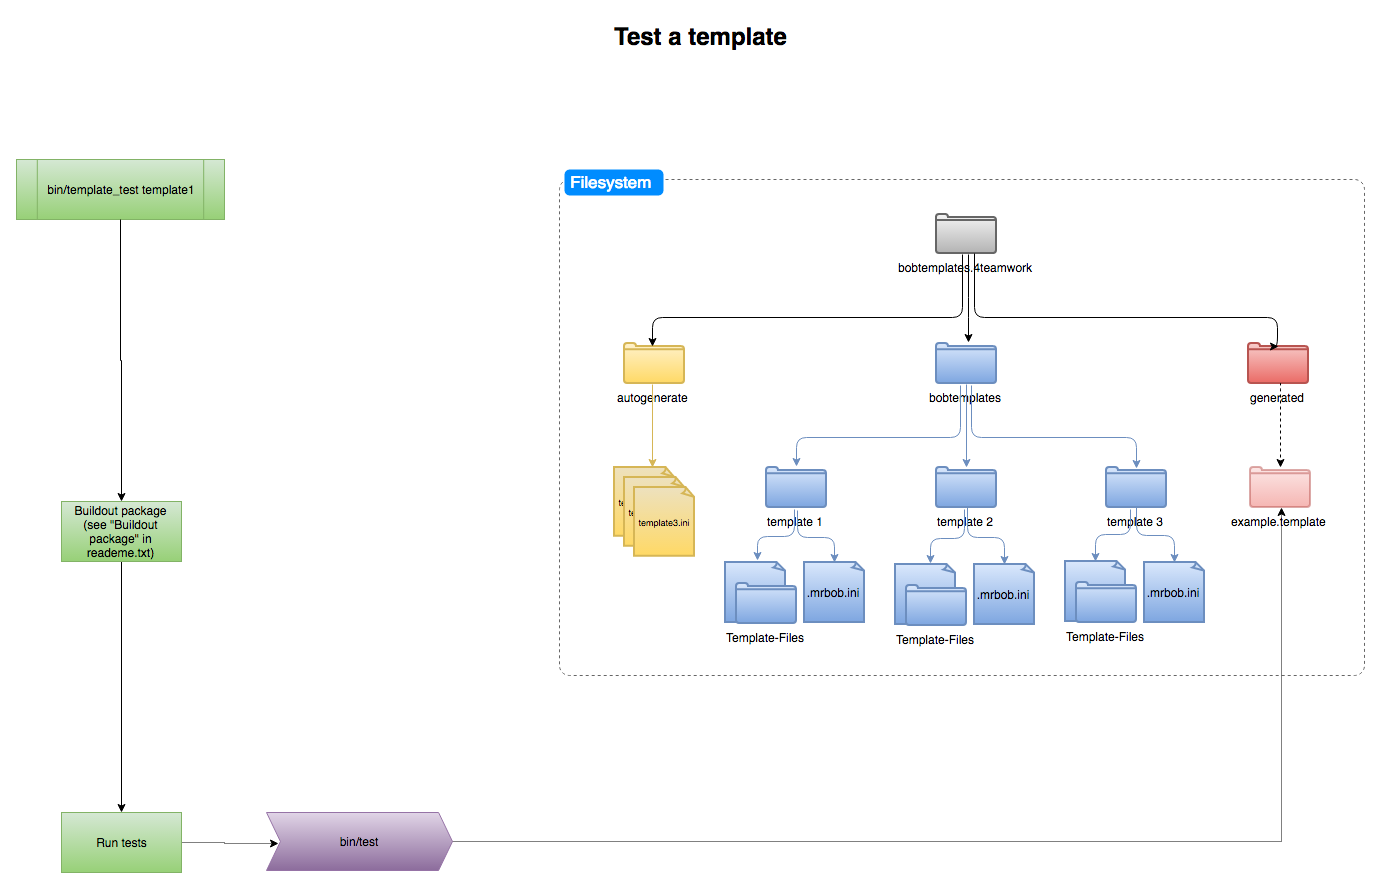 Test a template
bin/template_test template1
Filesystem
bobtemplates.4teamwork
autogenerate
bobtemplates
generated
template3.ini
template 1
template 2
template 3
example.template
.mrbob.ini
.mrbob.ini
.mrbob.ini
Template-Files
Template-Files
Template-Files
Buildout package
(see "Buildout
package" in
reademe.txt)
Run tests
bin/test